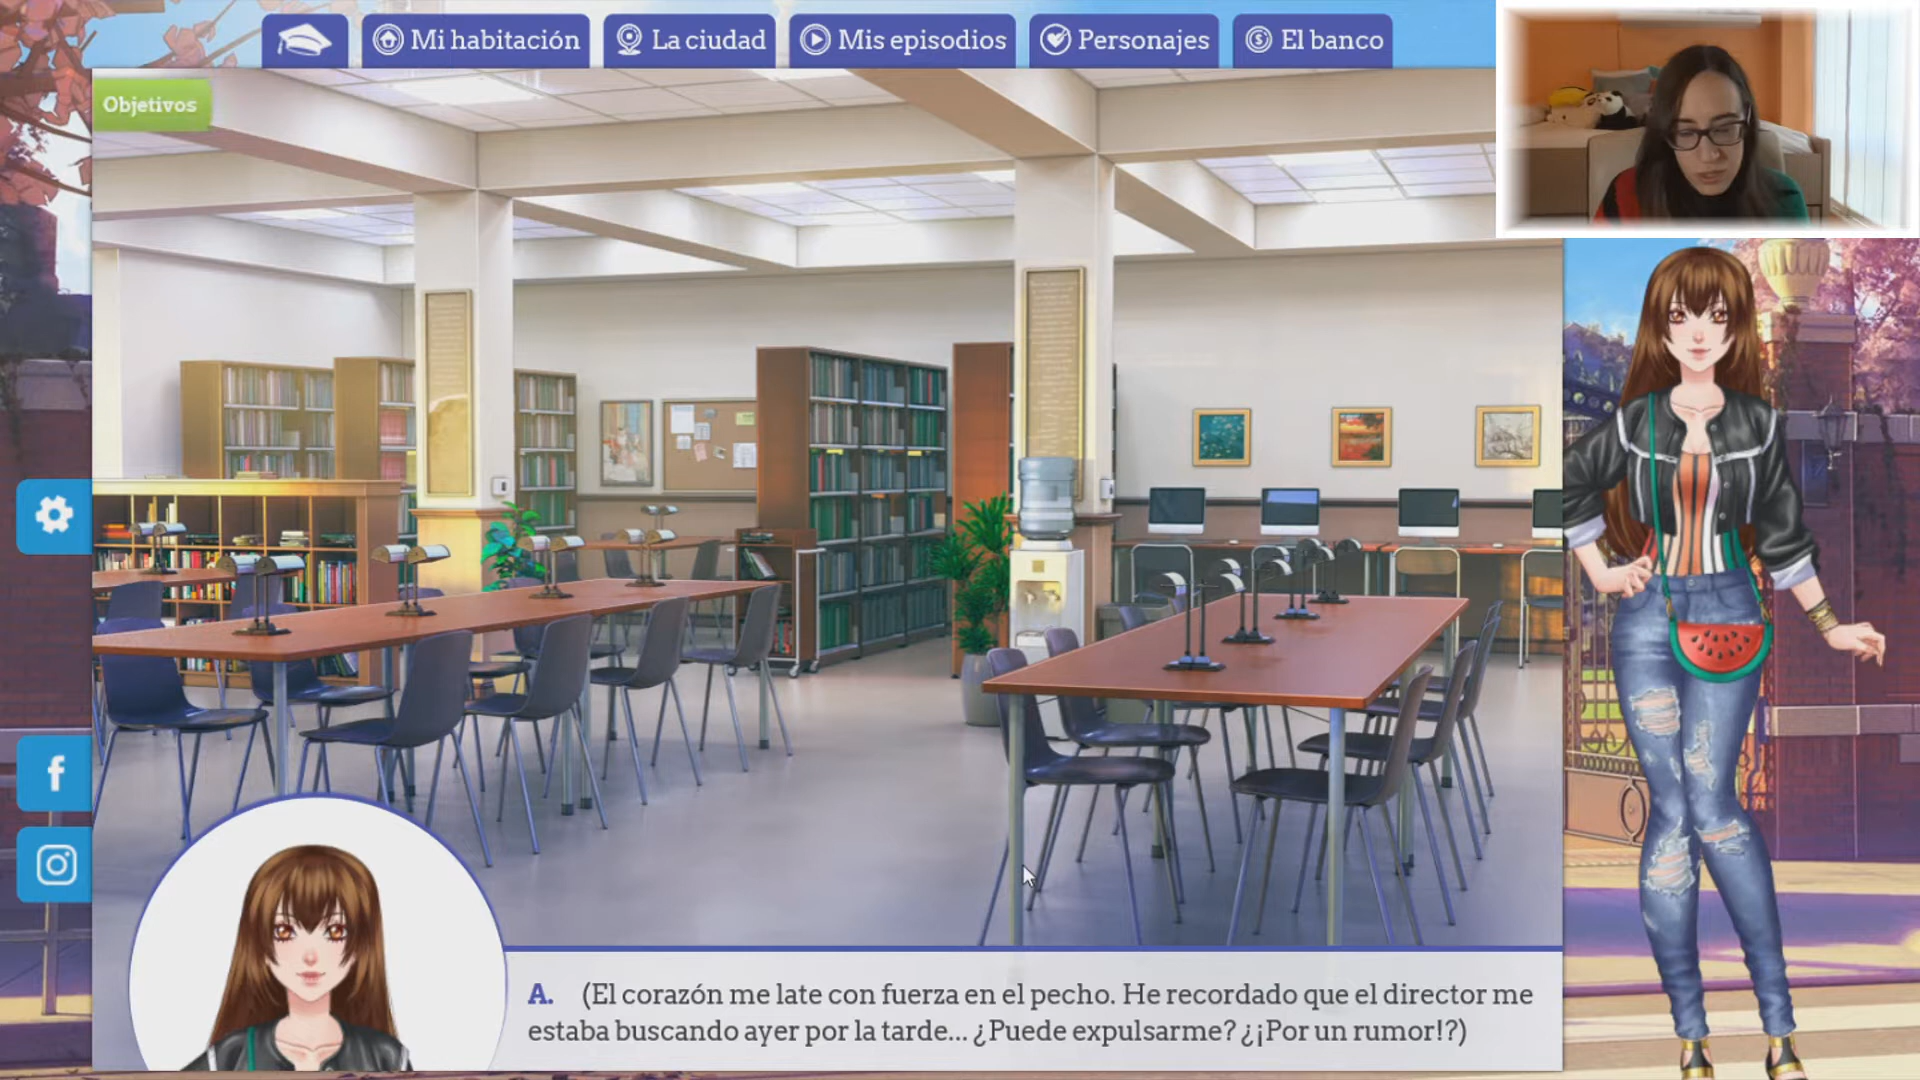 Mi habitación
La ciudad
Mis episodios
Personajes
El banco
Objetivos
A. (El corazón me late con fuerza en el pecho. He recordado que el director me
estaba buscando ayer por la tarde... ¿Puede expulsarme? ¿¡Por un rumor!?)